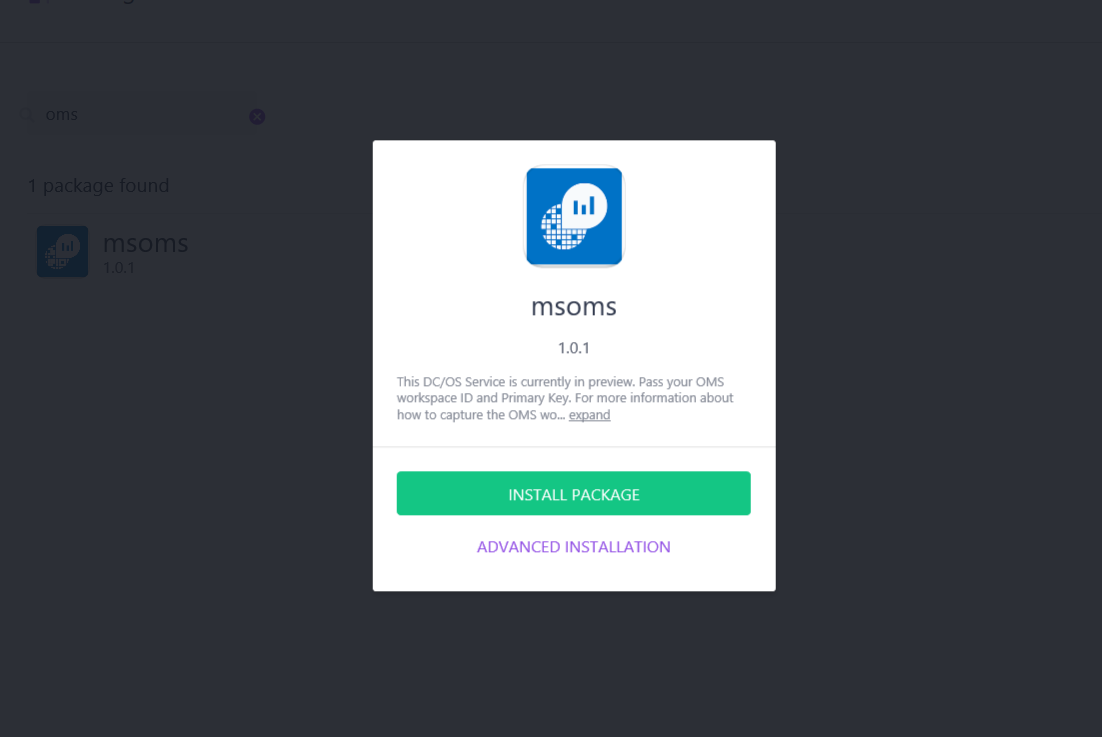 oms
1 package found
msoms
1.0.1
msoms
1.0.1
This DC/OS Service is currently in preview. Pass your OMS
workspace ID and Primary Key. For more information about
how to capture the OMS wo... expand
INSTALL PACKAGE
ADVANCED INSTALLATION